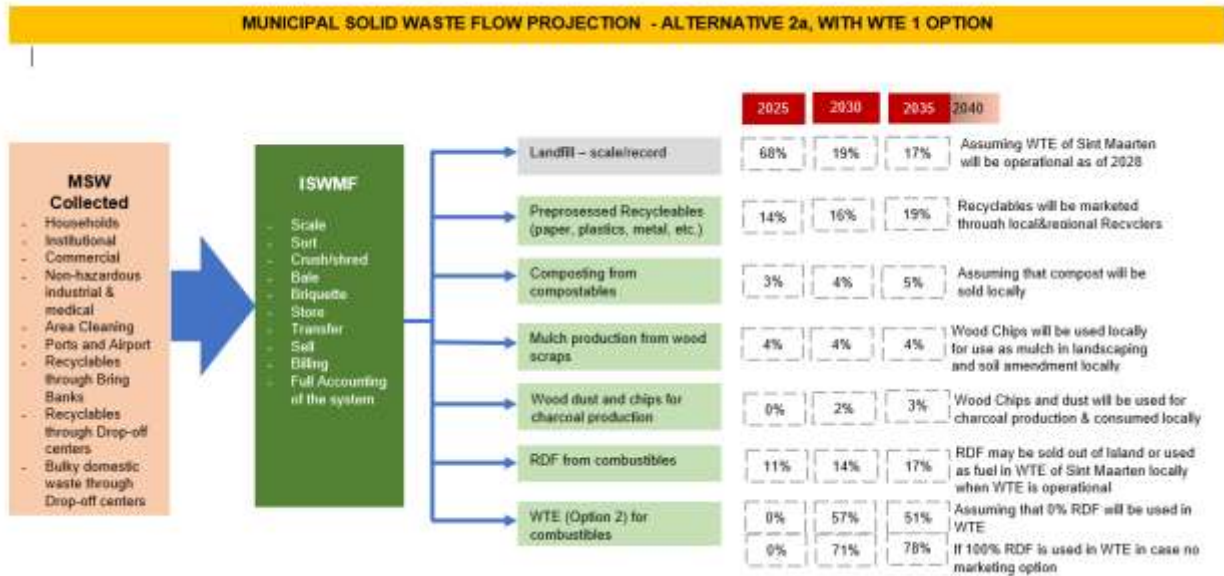 MUNICIPAL SOLID WASTE FLOW PROJECTION - ALTERNATIVE 2a, WITH WTE 1 OPTION
2025 2030 2035 2040
MSW
Collected
- Households
- Institutional
- Commercial
- Non-hazardous
industrial &
medical
- Area Cleaning
- Ports and Airport
- Recyclables
through Bring
Banks
- Recyclables
through Drop-off
centers
- Bulky domestic
waste through
Drop-off centers
ISWMF
- Scale
- Sort
- Crush/shred
- Bale
- Briquette
- Store
- Transfer
- Sell
- Billing
- Full Accounting
of the system
Landfill – scale/record
68% 19% 17%
Assuming WTE of Sint Maarten
will be operational as of 2028
Preprosessed Recycleables
(paper, plastics, metal, etc.)
14% 16% 19%
Recyclables will be marketed
through local&regional Recyclers
Composting from
compostables
3% 4% 5%
Assuming that compost will be
sold locally
Mulch production from wood
scraps
4% 4% 4%
Wood Chips will be used locally
for use as mulch in landscaping
and soil amendment locally
Wood dust and chips for
charcoal production
0% 2% 3%
Wood Chips and dust will be used for
charcoal production & consumed locally
RDF from combustibles
11% 14% 17%
RDF may be sold out of Island or used
as fuel in WTE of Sint Maarten locally
when WTE is operational
WTE (Option 2) for
combustibles
0% 57% 51%
Assuming that 0% RDF will be used in
WTE
0% 71% 78%
If 100% RDF is used in WTE in case no
marketing option